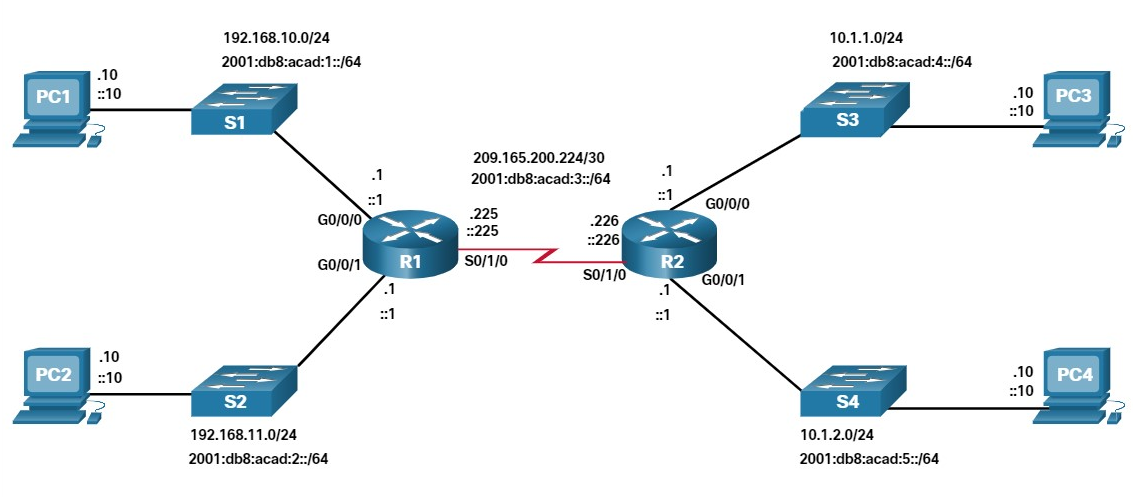 192.168.10.0/24
2001:db8:acad:1::/64
.10
::10
PC1
S1
10.1.1.0/24
2001:db8:acad:4::/64
.10
::10
PC3
S3
209.165.200.224/30
2001:db8:acad:3::/64
.1
::1
G0/0/0
.225
::225
R1
S0/1/0
G0/0/1
.1
::1
.1
::1
G0/0/0
.226
::226
R2
S0/1/0
G0/0/1
.1
::1
.10
::10
PC2
S2
192.168.11.0/24
2001:db8:acad:2::/64
.10
::10
PC4
S4
10.1.2.0/24
2001:db8:acad:5::/64